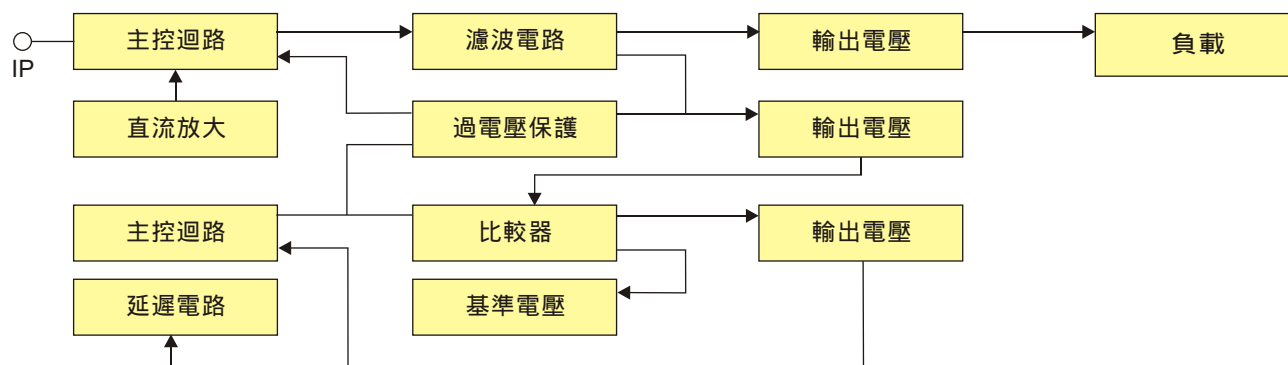 主控迴路
濾波電路
輸出電壓
負載
IP
直流放大
過電壓保護
輸出電壓
主控迴路
比較器
輸出電壓
延遲電路
基準電壓